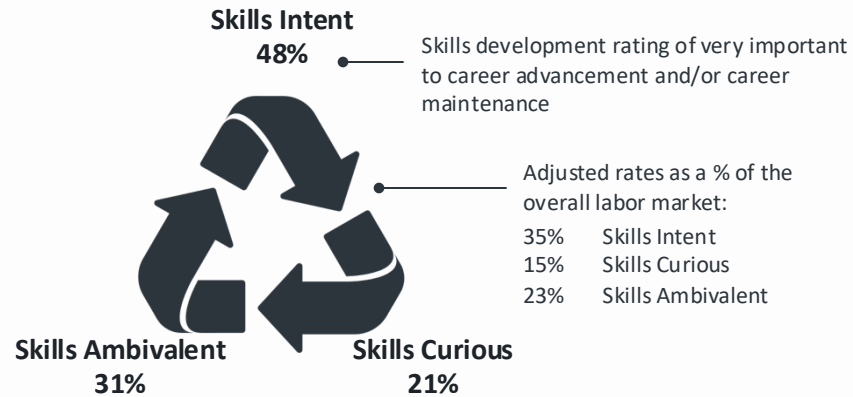 Skills Intent
48%
Skills development rating of very important
to career advancement and/or career
maintenance
Adjusted rates as a % of the
overall labor market:
35% Skills Intent
15% Skills Curious
23% Skills Ambivalent
Skills Ambivalent
31%
Skills Curious
21%